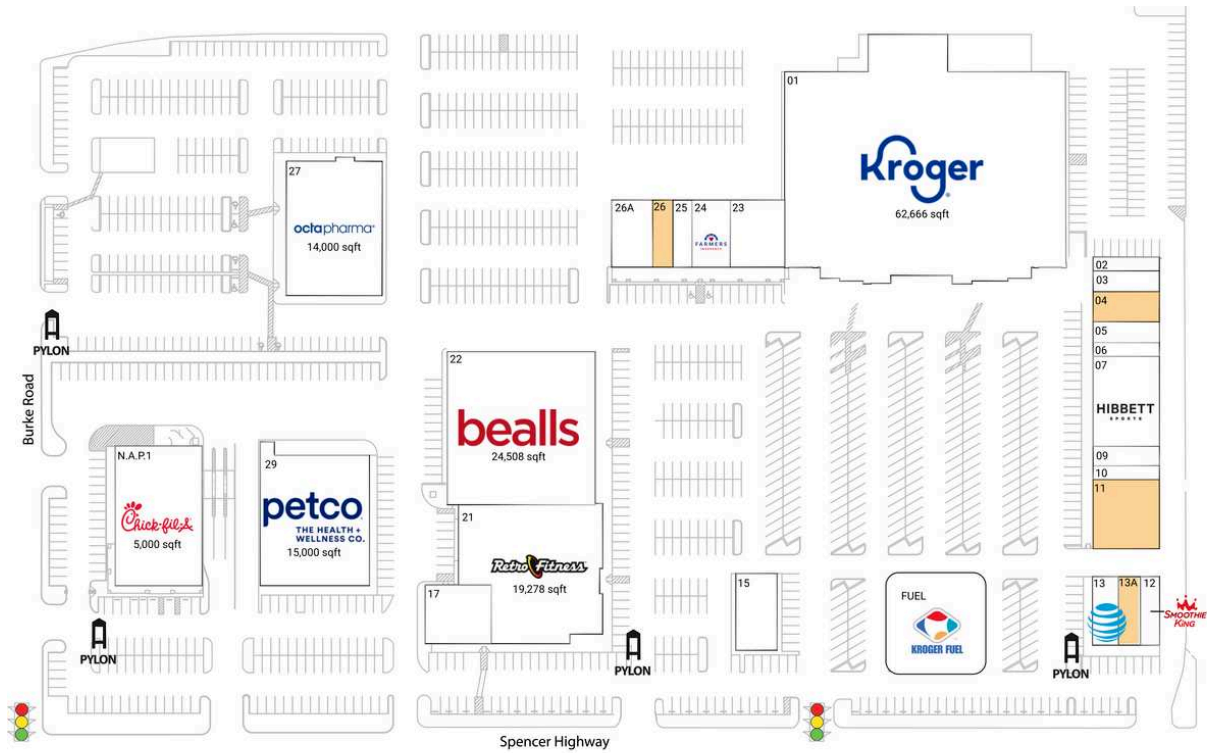 01
Kroger
62,666 sqft
27
octapharma
14,000 sqft
26A
26
25
24
23
FARMERS
02
03
04
05
06
07
HIBBETT
SPORTS
09
10
11
PYLON
Burke Road
22
bealls
24,508 sqft
N.A.P.1
Chick-fil-A
5,000 sqft
29
petco
THE HEALTH +
WELLNESS CO.
15,000 sqft
21
Retro Fitness
19,278 sqft
17
15
FUEL
KROGER FUEL
13
13A
12
SMOOTHIE
KING
PYLON
PYLON
PYLON
Spencer Highway